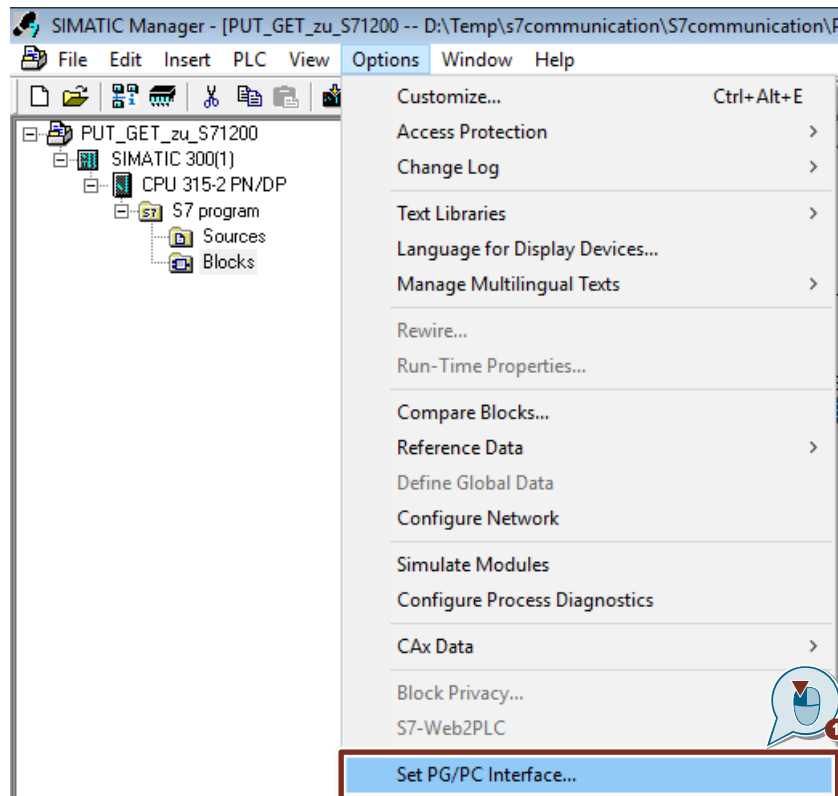 SIMATIC Manager - [PUT_GET_zu_S71200 -- D:\Temp\s7communication\S7communication\P
File Edit Insert PLC View Options Window Help
Customize... Ctrl+Alt+E
PUT_GET_zu_S71200
Access Protection
SIMATIC 300(1)
Change Log
CPU 315-2 PN/DP
S7 program
Text Libraries
Sources
Language for Display Devices...
Blocks
Manage Multilingual Texts
Rewire...
Run-Time Properties...
Compare Blocks...
Reference Data
Define Global Data
Configure Network
Simulate Modules
Configure Process Diagnostics
CAx Data
Block Privacy...
S7-Web2PLC
1
Set PG/PC Interface...